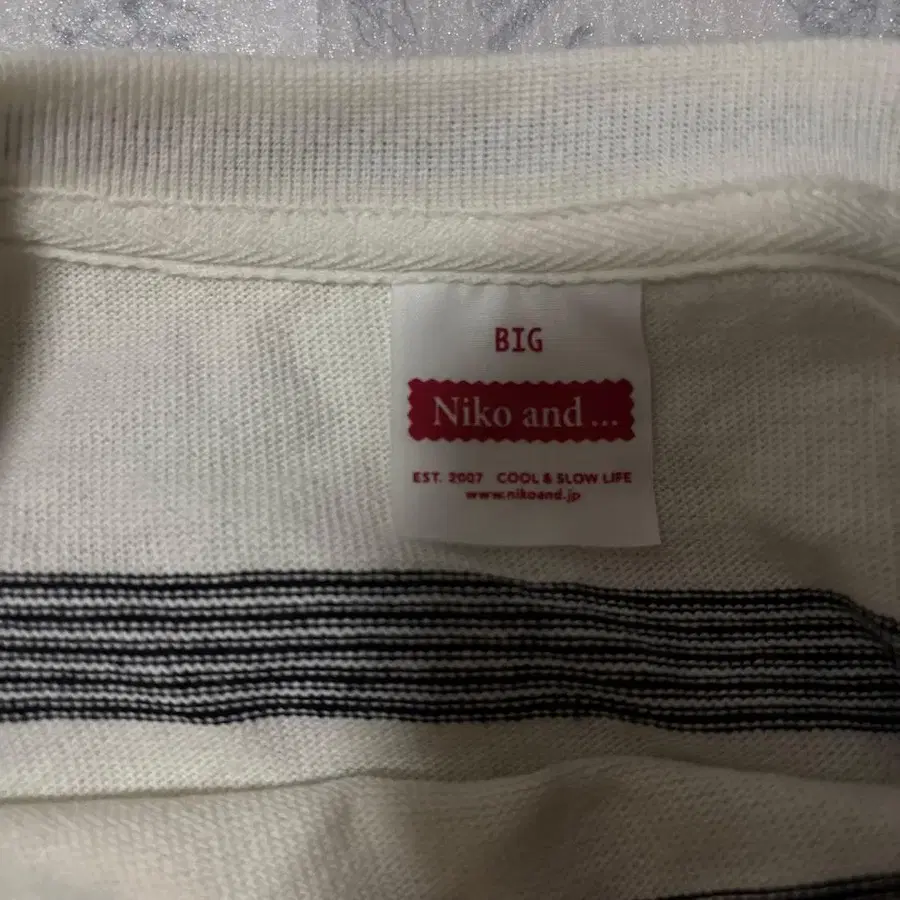 BIG
Niko and ...
EST. 2007 COOL & SLOW LIFE
www.nikoand.jp